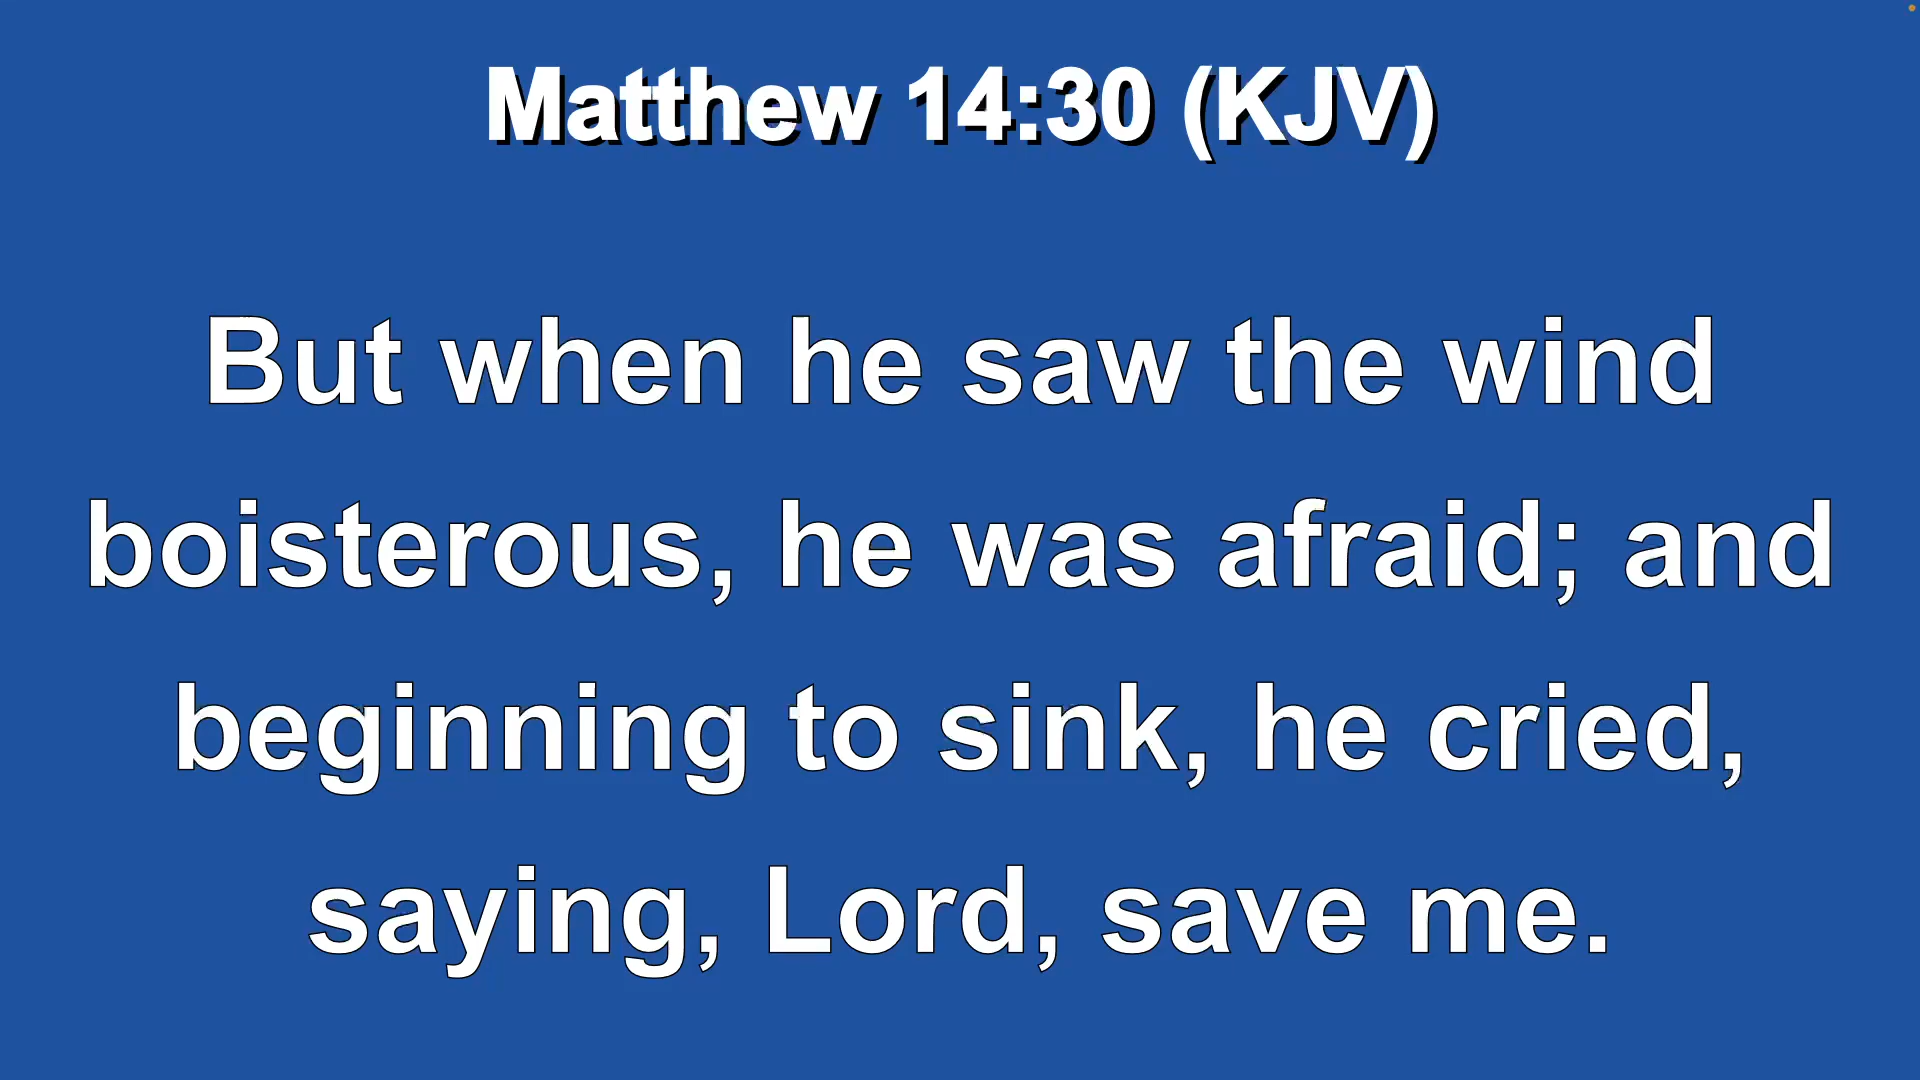 Matthew 14:30 (KJV)
But when he saw the wind
boisterous, he was afraid; and
beginning to sink, he cried,
saying, Lord, save me.